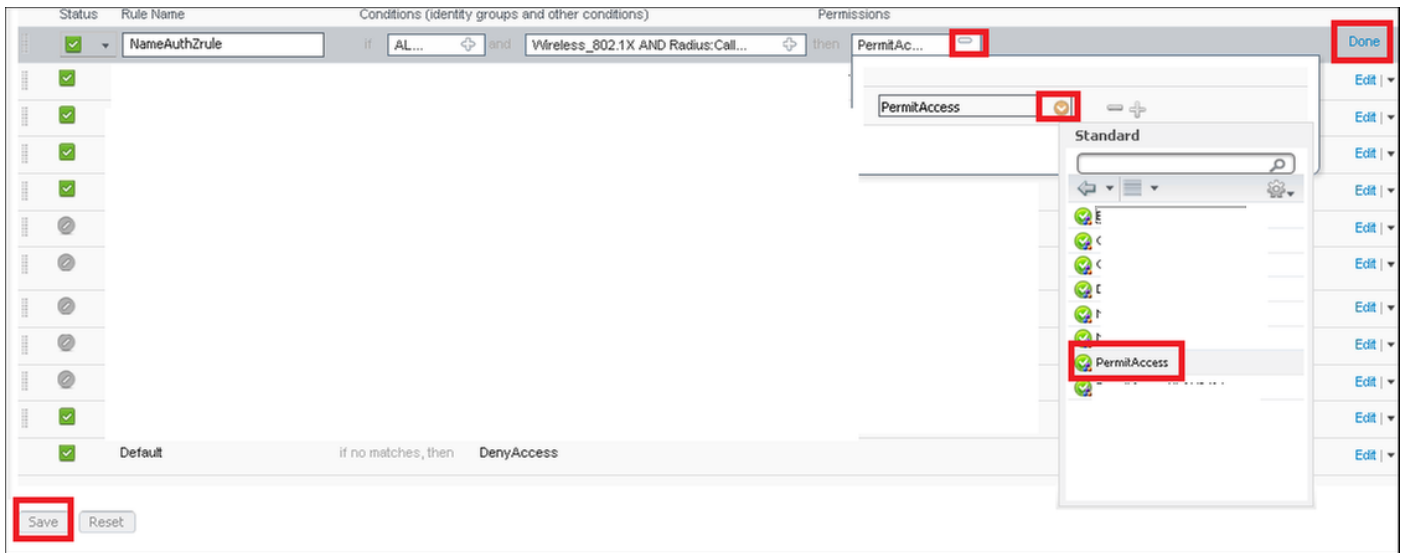 Status Rule Name Conditions (identity groups and other conditions) Permissions
NameAuthZrule if AL... and Wireless_802.1X AND Radius:Call... then PermitAc... Done
Edit |
PermitAccess
Edit |
Standard
Edit |
Edit |
Edit |
Edit |
Edit |
Edit |
PermitAccess
Edit |
Edit |
Default if no matches, then DenyAccess Edit |
Save Reset